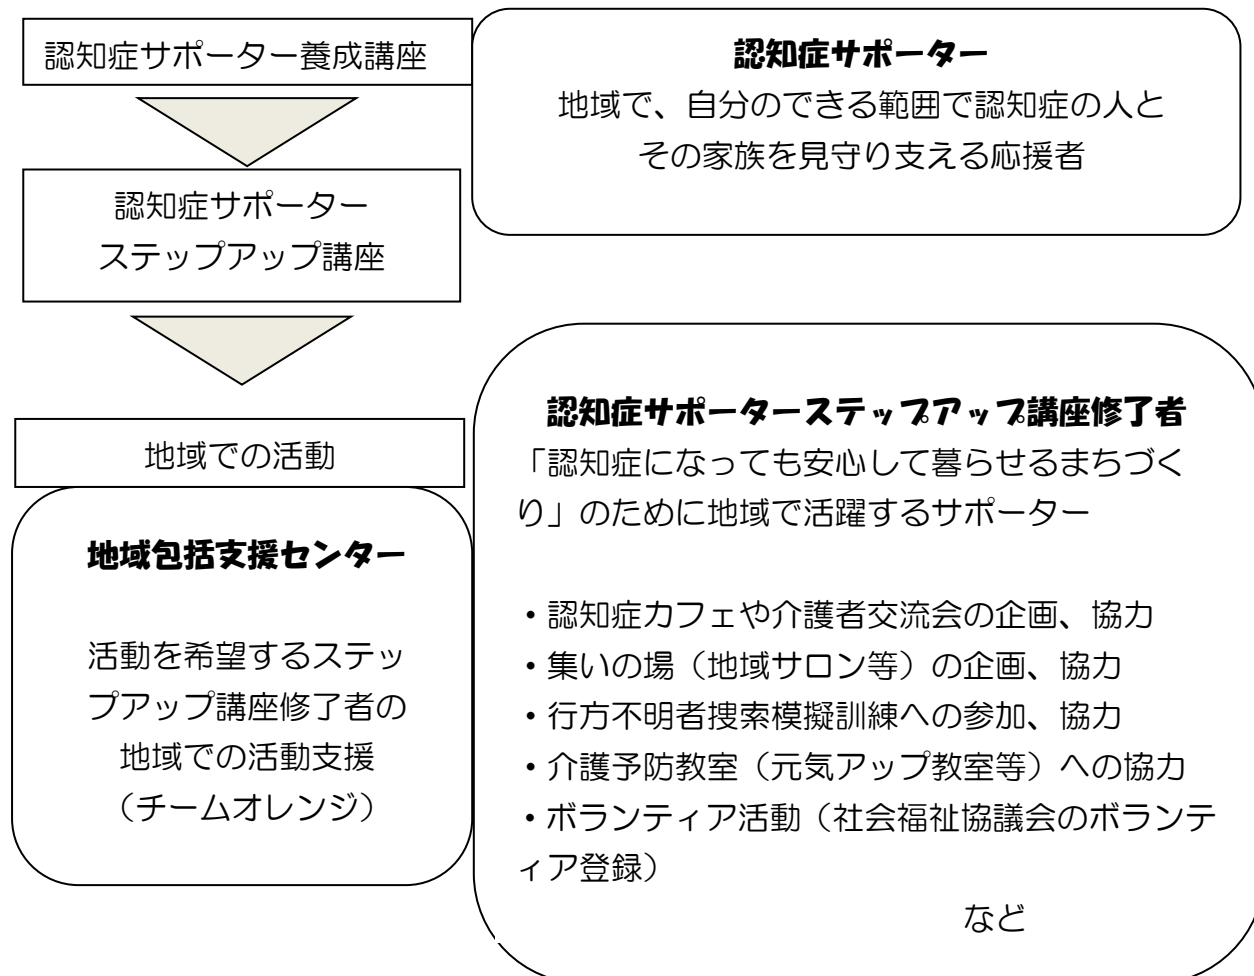 認知症サポーター養成講座
認知症サポーター
地域で、自分のできる範囲で認知症の人と
その家族を見守り支える応援者
認知症サポーター
ステップアップ講座
地域での活動
地域包括支援センター
活動を希望するステッ
プアップ講座修了者の
地域での活動支援
（チームオレンジ）
認知症サポーターステップアップ講座修了者
「認知症になっても安心して暮らせるまちづく
り」のために地域で活躍するサポーター
・認知症カフェや介護者交流会の企画、協力
・集いの場（地域サロン等）の企画、協力
・行方不明者捜索模擬訓練への参加、協力
・介護予防教室（元気アップ教室等）への協力
・ボランティア活動（社会福祉協議会のボランテ
ィア登録）
など